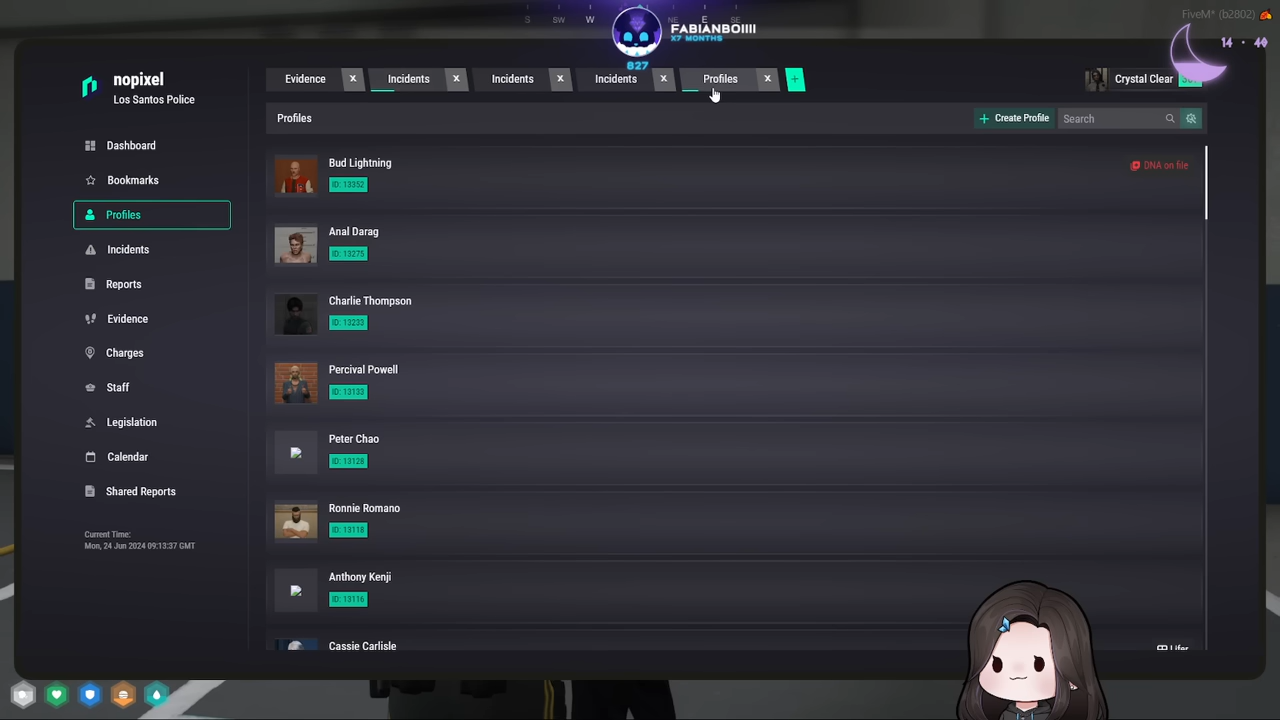 S SW W NE E SE
FiveM* (b2802)
FABIANBOIIII
X7 MONTHS
827
14 · 40
nopixel
Los Santos Police
Evidence x
Incidents x
Incidents x
Incidents x
Profiles x
+
Crystal Clear
Profiles
+ Create Profile
Search
Dashboard
Bookmarks
Profiles
Incidents
Reports
Evidence
Charges
Staff
Legislation
Calendar
Shared Reports
Current Time:
Mon, 24 Jun 2024 09:13:37 GMT
Bud Lightning
ID: 13352
DNA on file
Anal Darag
ID: 13275
Charlie Thompson
ID: 13233
Percival Powell
ID: 13133
Peter Chao
ID: 13128
Ronnie Romano
ID: 13118
Anthony Kenji
ID: 13116
Cassie Carlisle
Lifer